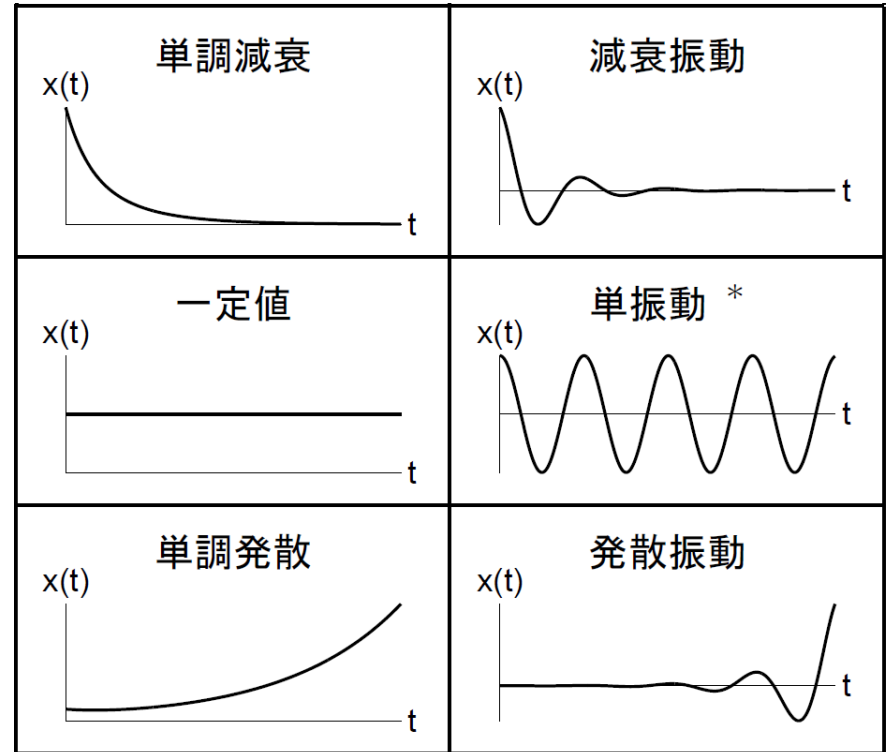 単調減衰
x(t)
t
減衰振動
x(t)
t
一定値
x(t)
t
単振動 *
x(t)
t
単調発散
x(t)
t
発散振動
x(t)
t